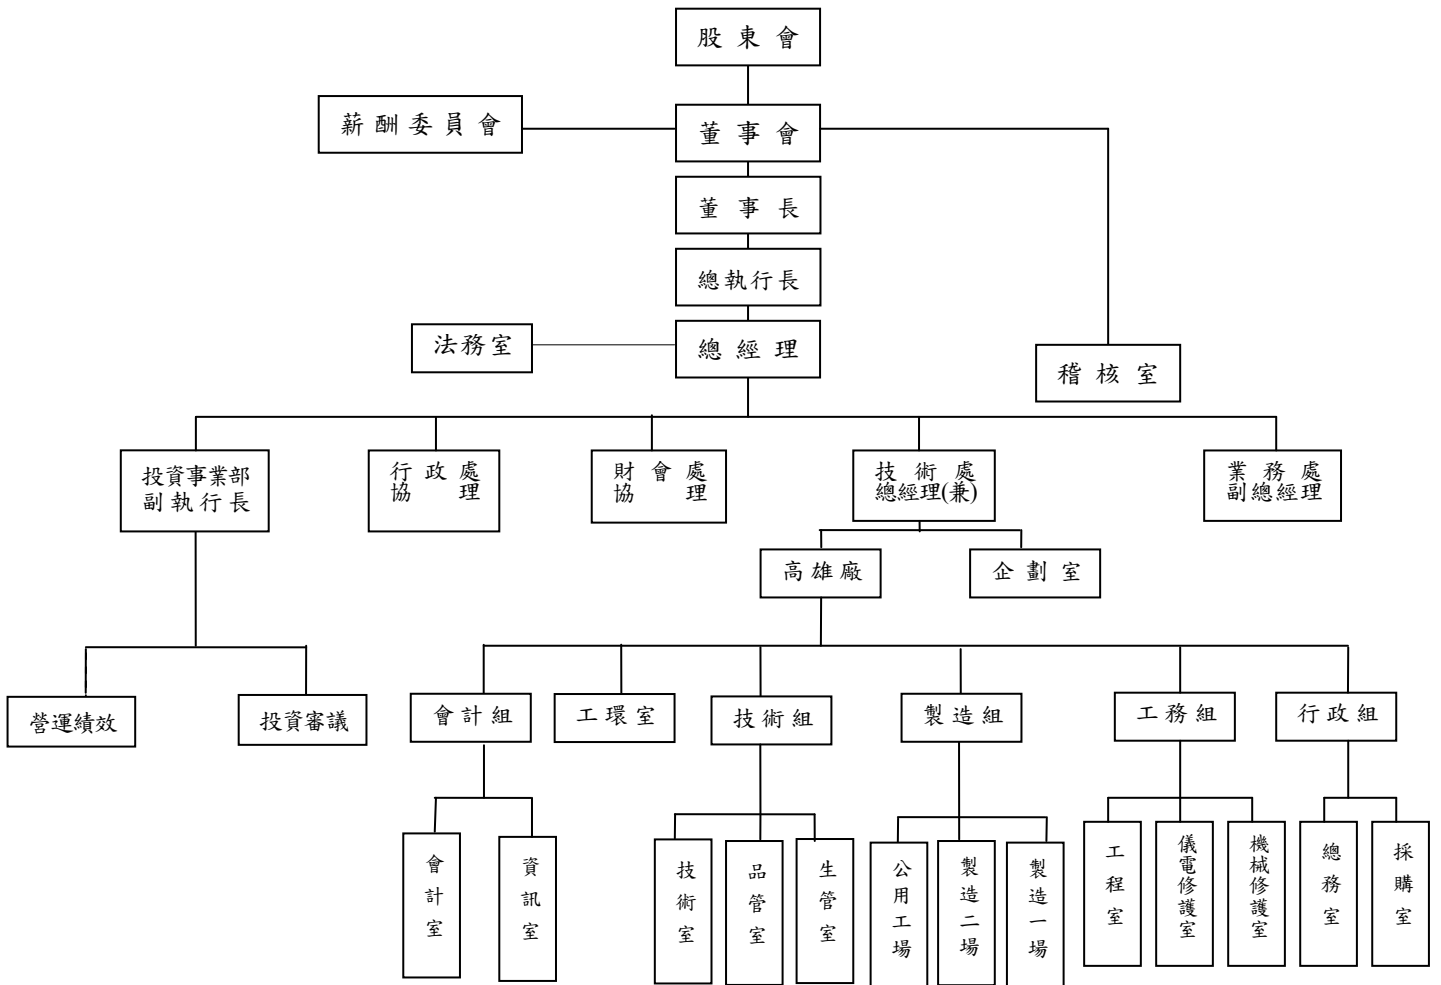 股東會
薪酬委員會
董事會
董事長
總執行長
法務室
總經理
稽核室
投資事業部
副執行長
行政處
協理
財會處
協理
技術處
總經理(兼)
業務處
副總經理
高雄廠
企劃室
營運績效
投資審議
會計組
工環室
技術組
製造組
工務組
行政組
會計室
資訊室
技術室
品管室
生管室
公用工場
製造二場
製造一場
工程室
儀電修護室
機械修護室
總務室
採購室